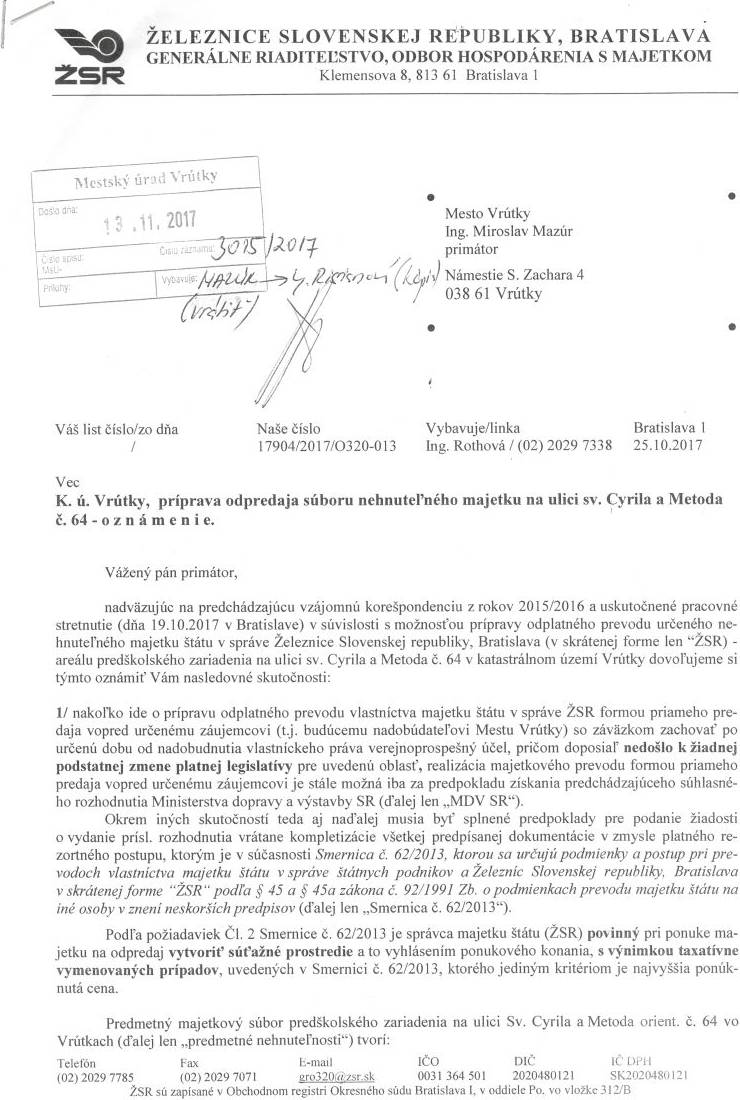 ŽSR
ŽELEZNICE SLOVENSKEJ REPUBLIKY, BRATISLAVA
GENERÁLNE RIADITEĽSTVO, ODBOR HOSPODÁRENIA S MAJETKOM
Klemensova 8, 813 61 Bratislava 1
Mestský úrad Vrútky
Došlo dňa:
13 .11. 2017
Číslo spisu:
MsÚ-
Číslo záznamu:
3015/2017
Prílohy:
Vybavuje:
MAZÚR →
(vrátiť)
Mesto Vrútky
Ing. Miroslav Mazúr
primátor
Námestie S. Zachara 4
038 61 Vrútky
Váš list číslo/zo dňa Naše číslo Vybavuje/linka Bratislava 1
/ 17904/2017/O320-013 Ing. Rothová / (02) 2029 7338 25.10.2017
Vec
K. ú. Vrútky, príprava odpredaja súboru nehnuteľného majetku na ulici sv. Cyrila a Metoda
č. 64 - o z n á m e n i e.
Vážený pán primátor,
nadväzujúc na predchádzajúcu vzájomnú korešpondenciu z rokov 2015/2016 a uskutočnené pracovné
stretnutie (dňa 19.10.2017 v Bratislave) v súvislosti s možnosťou prípravy odplatného prevodu určeného ne-
hnuteľného majetku štátu v správe Železnice Slovenskej republiky, Bratislava (v skrátenej forme len “ŽSR) -
areálu predškolského zariadenia na ulici sv. Cyrila a Metoda č. 64 v katastrálnom území Vrútky dovoľujeme si
týmto oznámiť Vám nasledovné skutočnosti:
1/ nakoľko ide o prípravu odplatného prevodu vlastníctva majetku štátu v správe ŽSR formou priameho pre-
daja vopred určenému záujemcovi (t.j. budúcemu nadobúdateľovi Mestu Vrútky) so záväzkom zachovať po
určenú dobu od nadobudnutia vlastníckeho práva verejnoprospešný účel, pričom doposiaľ nedošlo k žiadnej
podstatnej zmene platnej legislatívy pre uvedenú oblasť, realizácia majetkového prevodu formou priameho
predaja vopred určenému záujemcovi je stále možná iba za predpokladu získania predchádzajúceho súhlasné-
ho rozhodnutia Ministerstva dopravy a výstavby SR (ďalej len „MDV SR“).
Okrem iných skutočností teda aj naďalej musia byť splnené predpoklady pre podanie žiadosti
o vydanie prísl. rozhodnutia vrátane kompletizácie všetkej predpísanej dokumentácie v zmysle platného re-
zortného postupu, ktorým je v súčasnosti Smernica č. 62/2013, ktorou sa určujú podmienky a postup pri pre-
vodoch vlastníctva majetku štátu v správe štátnych podnikov a Železníc Slovenskej republiky, Bratislava
v skrátenej forme “ŽSR“ podľa § 45 a § 45a zákona č. 92/1991 Zb. o podmienkach prevodu majetku štátu na
iné osoby v znení neskorších predpisov (ďalej len „Smernica č. 62/2013“).
Podľa požiadaviek Čl. 2 Smernice č. 62/2013 je správca majetku štátu (ŽSR) povinný pri ponuke ma-
jetku na odpredaj vytvoriť súťažné prostredie a to vyhlásením ponukového konania, s výnimkou taxatívne
vymenovaných prípadov, uvedených v Smernici č. 62/2013, ktorého jediným kritériom je najvyššia ponúk-
nutá cena.
Predmetný majetkový súbor predškolského zariadenia na ulici Sv. Cyrila a Metoda orient. č. 64 vo
Vrútkach (ďalej len „predmetné nehnuteľnosti“) tvorí:
Telefón Fax E-mail IČO DIČ IČ DPH
(02) 2029 7785 (02) 2029 7071 gro320@zsr.sk 0031 364 501 2020480121 SK2020480121
ŽSR sú zapísané v Obchodnom registri Okresného súdu Bratislava I, v oddiele Po. vo vložke 312/B